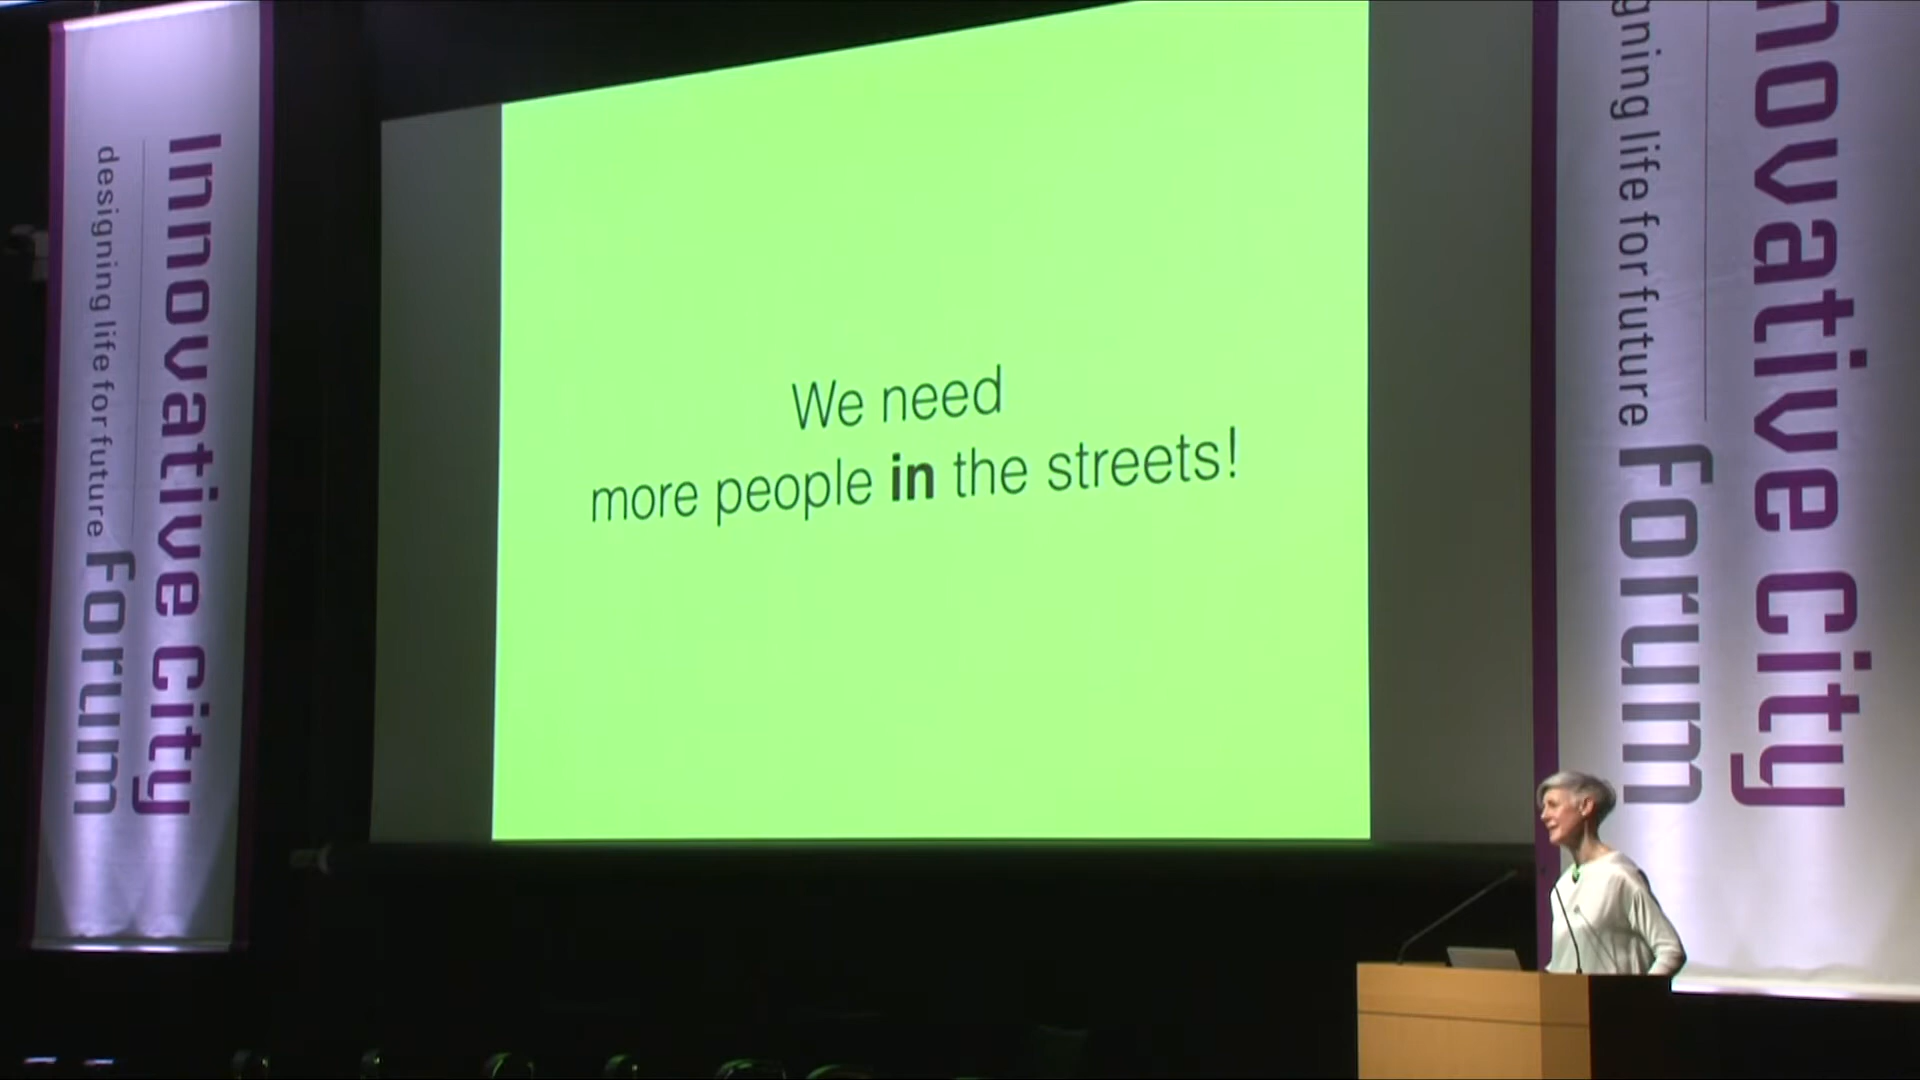 Innovative City
designing life for future Forum
We need
more people in the streets!
novative City
gning life for future Forum